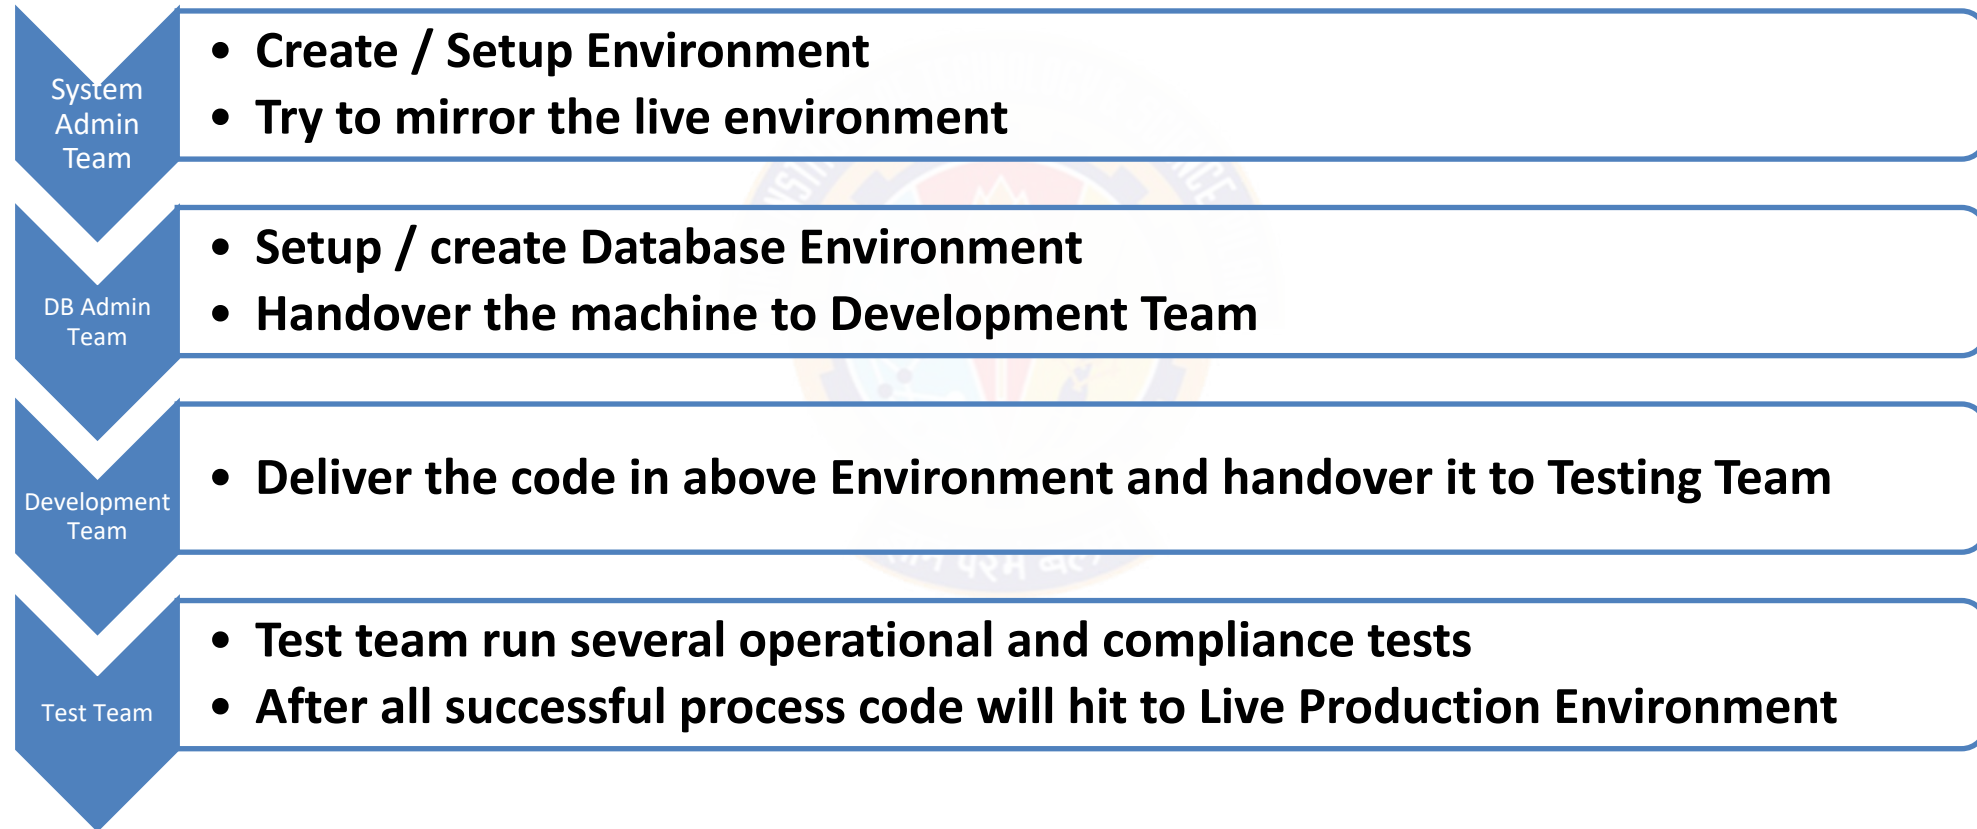 System
Admin
Team
• Create / Setup Environment
• Try to mirror the live environment
DB Admin
Team
• Setup / create Database Environment
• Handover the machine to Development Team
Development
Team
• Deliver the code in above Environment and handover it to Testing Team
Test Team
• Test team run several operational and compliance tests
• After all successful process code will hit to Live Production Environment